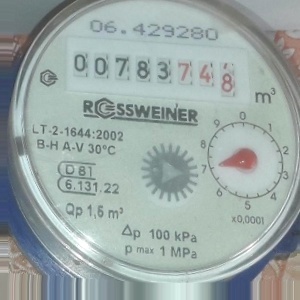 06.429280
00783748
m³
ROSSWEINER
LT-2-1644:2002
B-H A-V 30°C
D 81
6.131.22
Qp 1,5 m³
Δp 100 kPa
p max 1 MPa
0 1 2 3 4 5 6 7 8 9
x0,0001